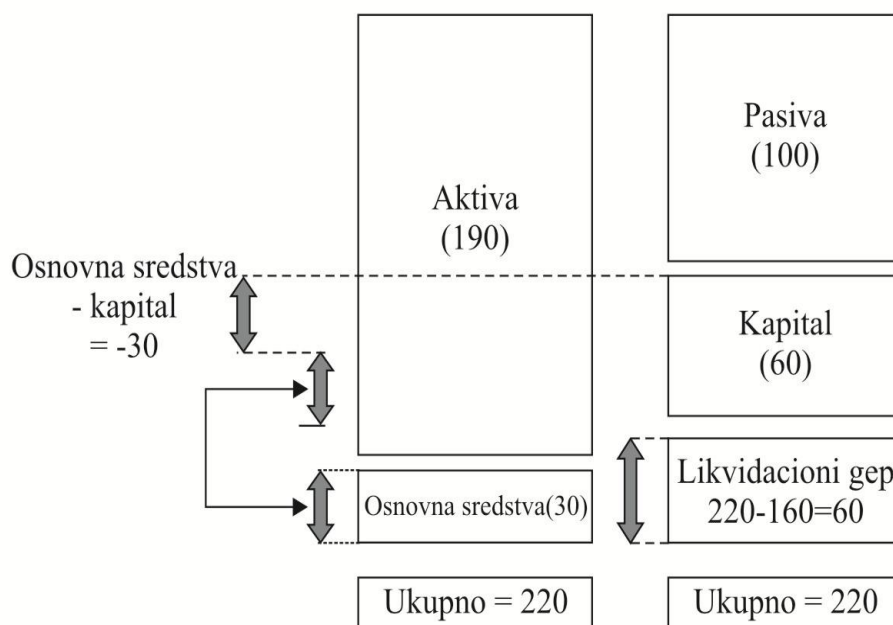 Pasiva
(100)
Aktiva
(190)
Osnovna sredstva
- kapital
= -30
Kapital
(60)
Osnovna sredstva(30)
Likvidacioni gep
220-160=60
Ukupno = 220
Ukupno = 220